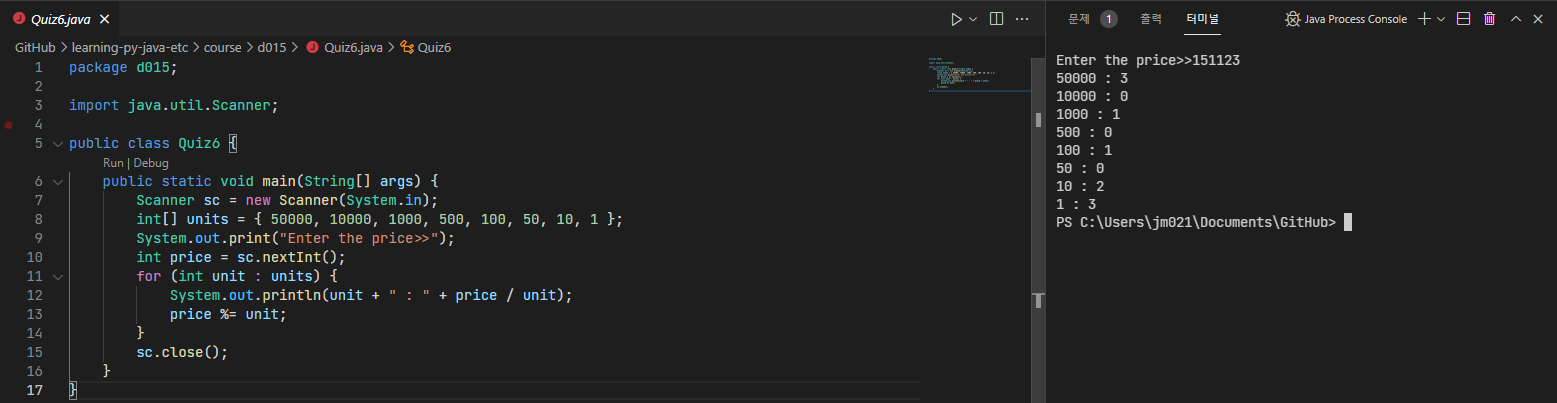 Quiz6.java
GitHub > learning-py-java-etc > course > d015 > Quiz6.java > Quiz6
1 package d015;
2
3 import java.util.Scanner;
4
5 public class Quiz6 {
Run | Debug
6 public static void main(String[] args) {
7 Scanner sc = new Scanner(System.in);
8 int[] units = { 50000, 10000, 1000, 500, 100, 50, 10, 1 };
9 System.out.print("Enter the price>>");
10 int price = sc.nextInt();
11 for (int unit : units) {
12 System.out.println(unit + " : " + price / unit);
13 price %= unit;
14 }
15 sc.close();
16 }
17 }
문제 1 출력 터미널 Java Process Console
Enter the price>>151123
50000 : 3
10000 : 0
1000 : 1
500 : 0
100 : 1
50 : 0
10 : 2
1 : 3
PS C:\Users\jm021\Documents\GitHub>